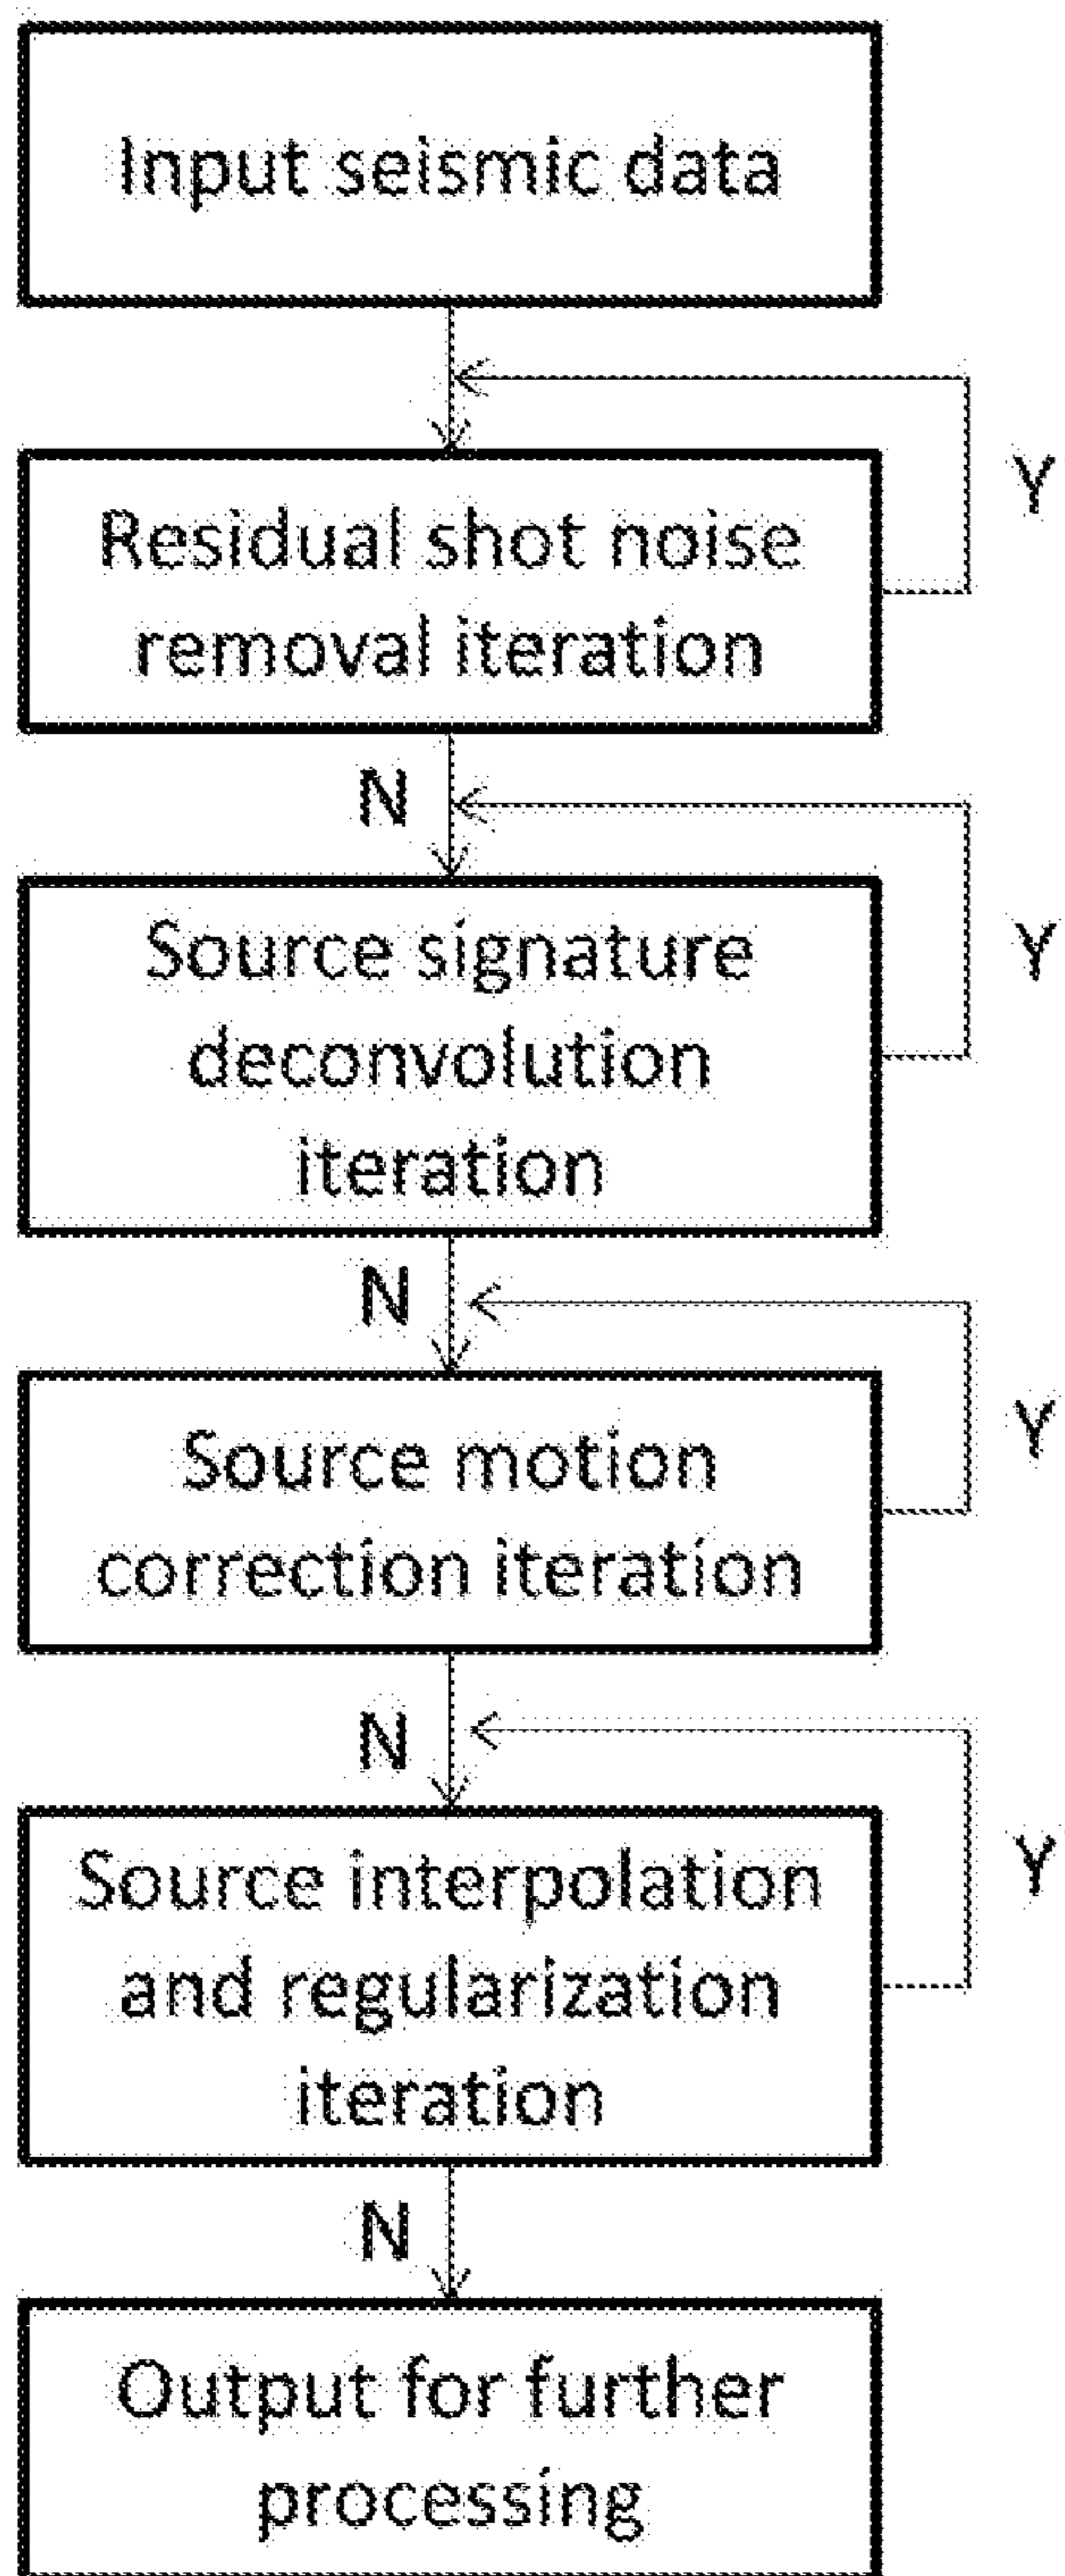 Input seismic data
Y
Residual shot noise
removal iteration
N
Y
Source signature
deconvolution
iteration
N
Y
Source motion
correction iteration
N
Y
Source interpolation
and regularization
iteration
N
Output for further
processing